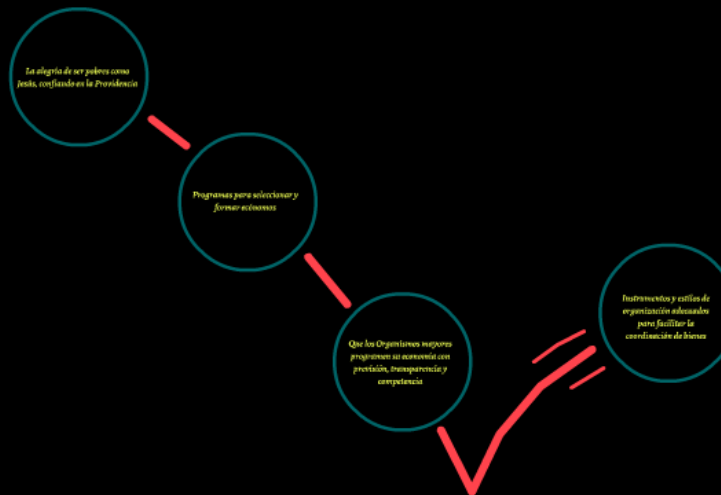 La alegría de ser pobres como
Jesús, confiando en la Providencia
Programas para seleccionar y
formar ecónomos
Que los Organismos mayores
programen su economía con
previsión, transparencia y
competencia
Instrumentos y estilos de
organización adecuados
para facilitar la
coordinación de bienes